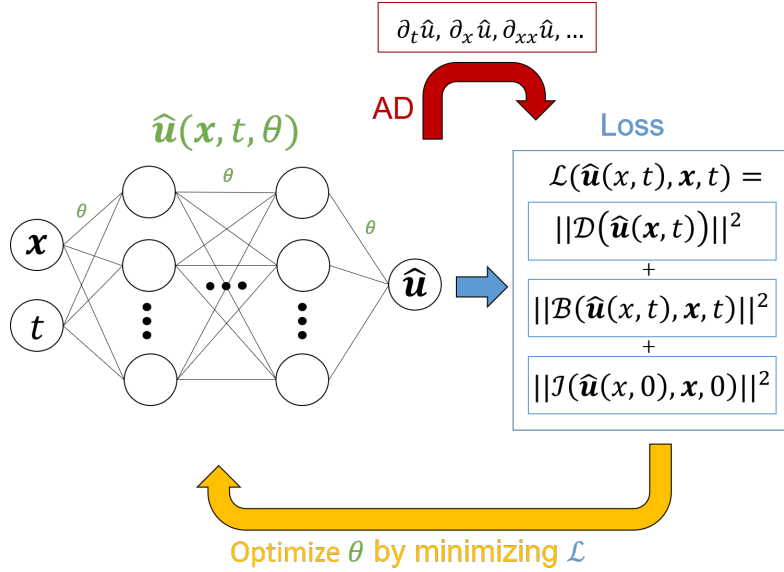 ∂ₜû, ∂ₓû, ∂ₓₓû, ...
AD
û(x, t, θ)
Loss
θ
θ
θ
ℒ(û(x, t), x, t) =
||𝒟(û(x, t))||²
+
||ℬ(û(x, t), x, t)||²
+
||ℐ(û(x, 0), x, 0)||²
x
t
...
û
Optimize θ by minimizing ℒ